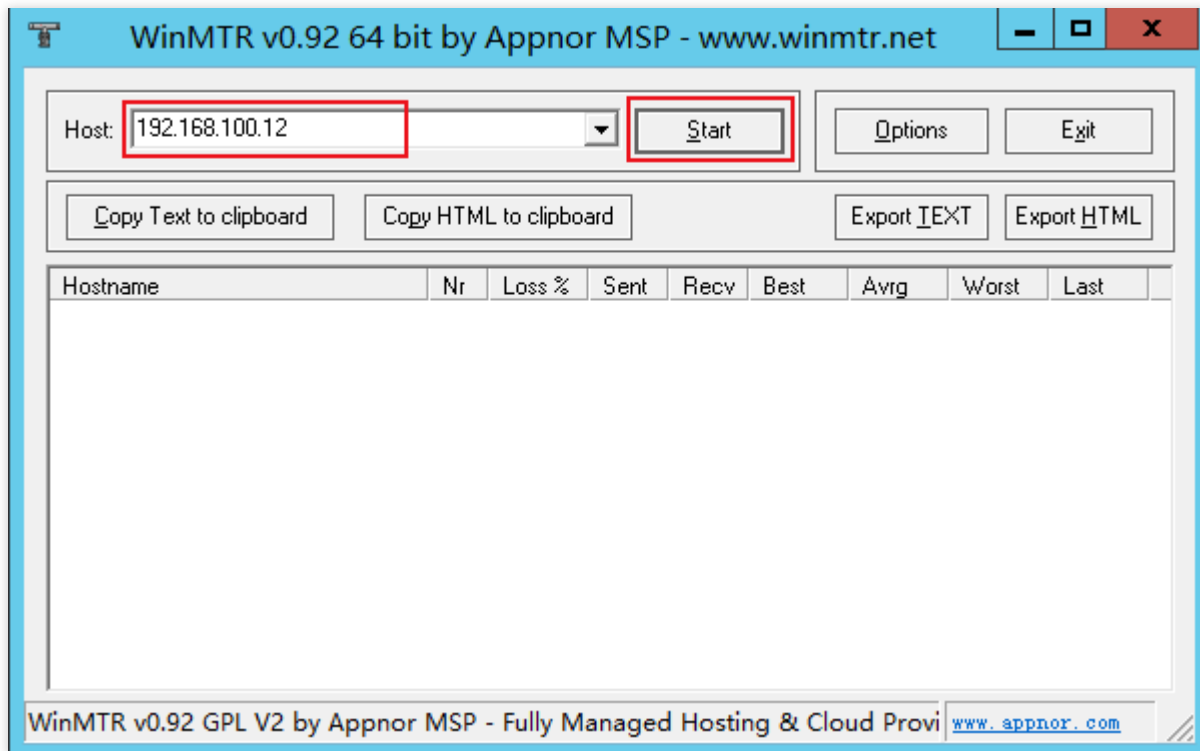 WinMTR v0.92 64 bit by Appnor MSP - www.winmtr.net
Host: 192.168.100.12 Start Options Exit
Copy Text to clipboard Copy HTML to clipboard Export TEXT Export HTML
Hostname Nr Loss % Sent Recv Best Avrg Worst Last
WinMTR v0.92 GPL V2 by Appnor MSP - Fully Managed Hosting & Cloud Provi www.appnor.com